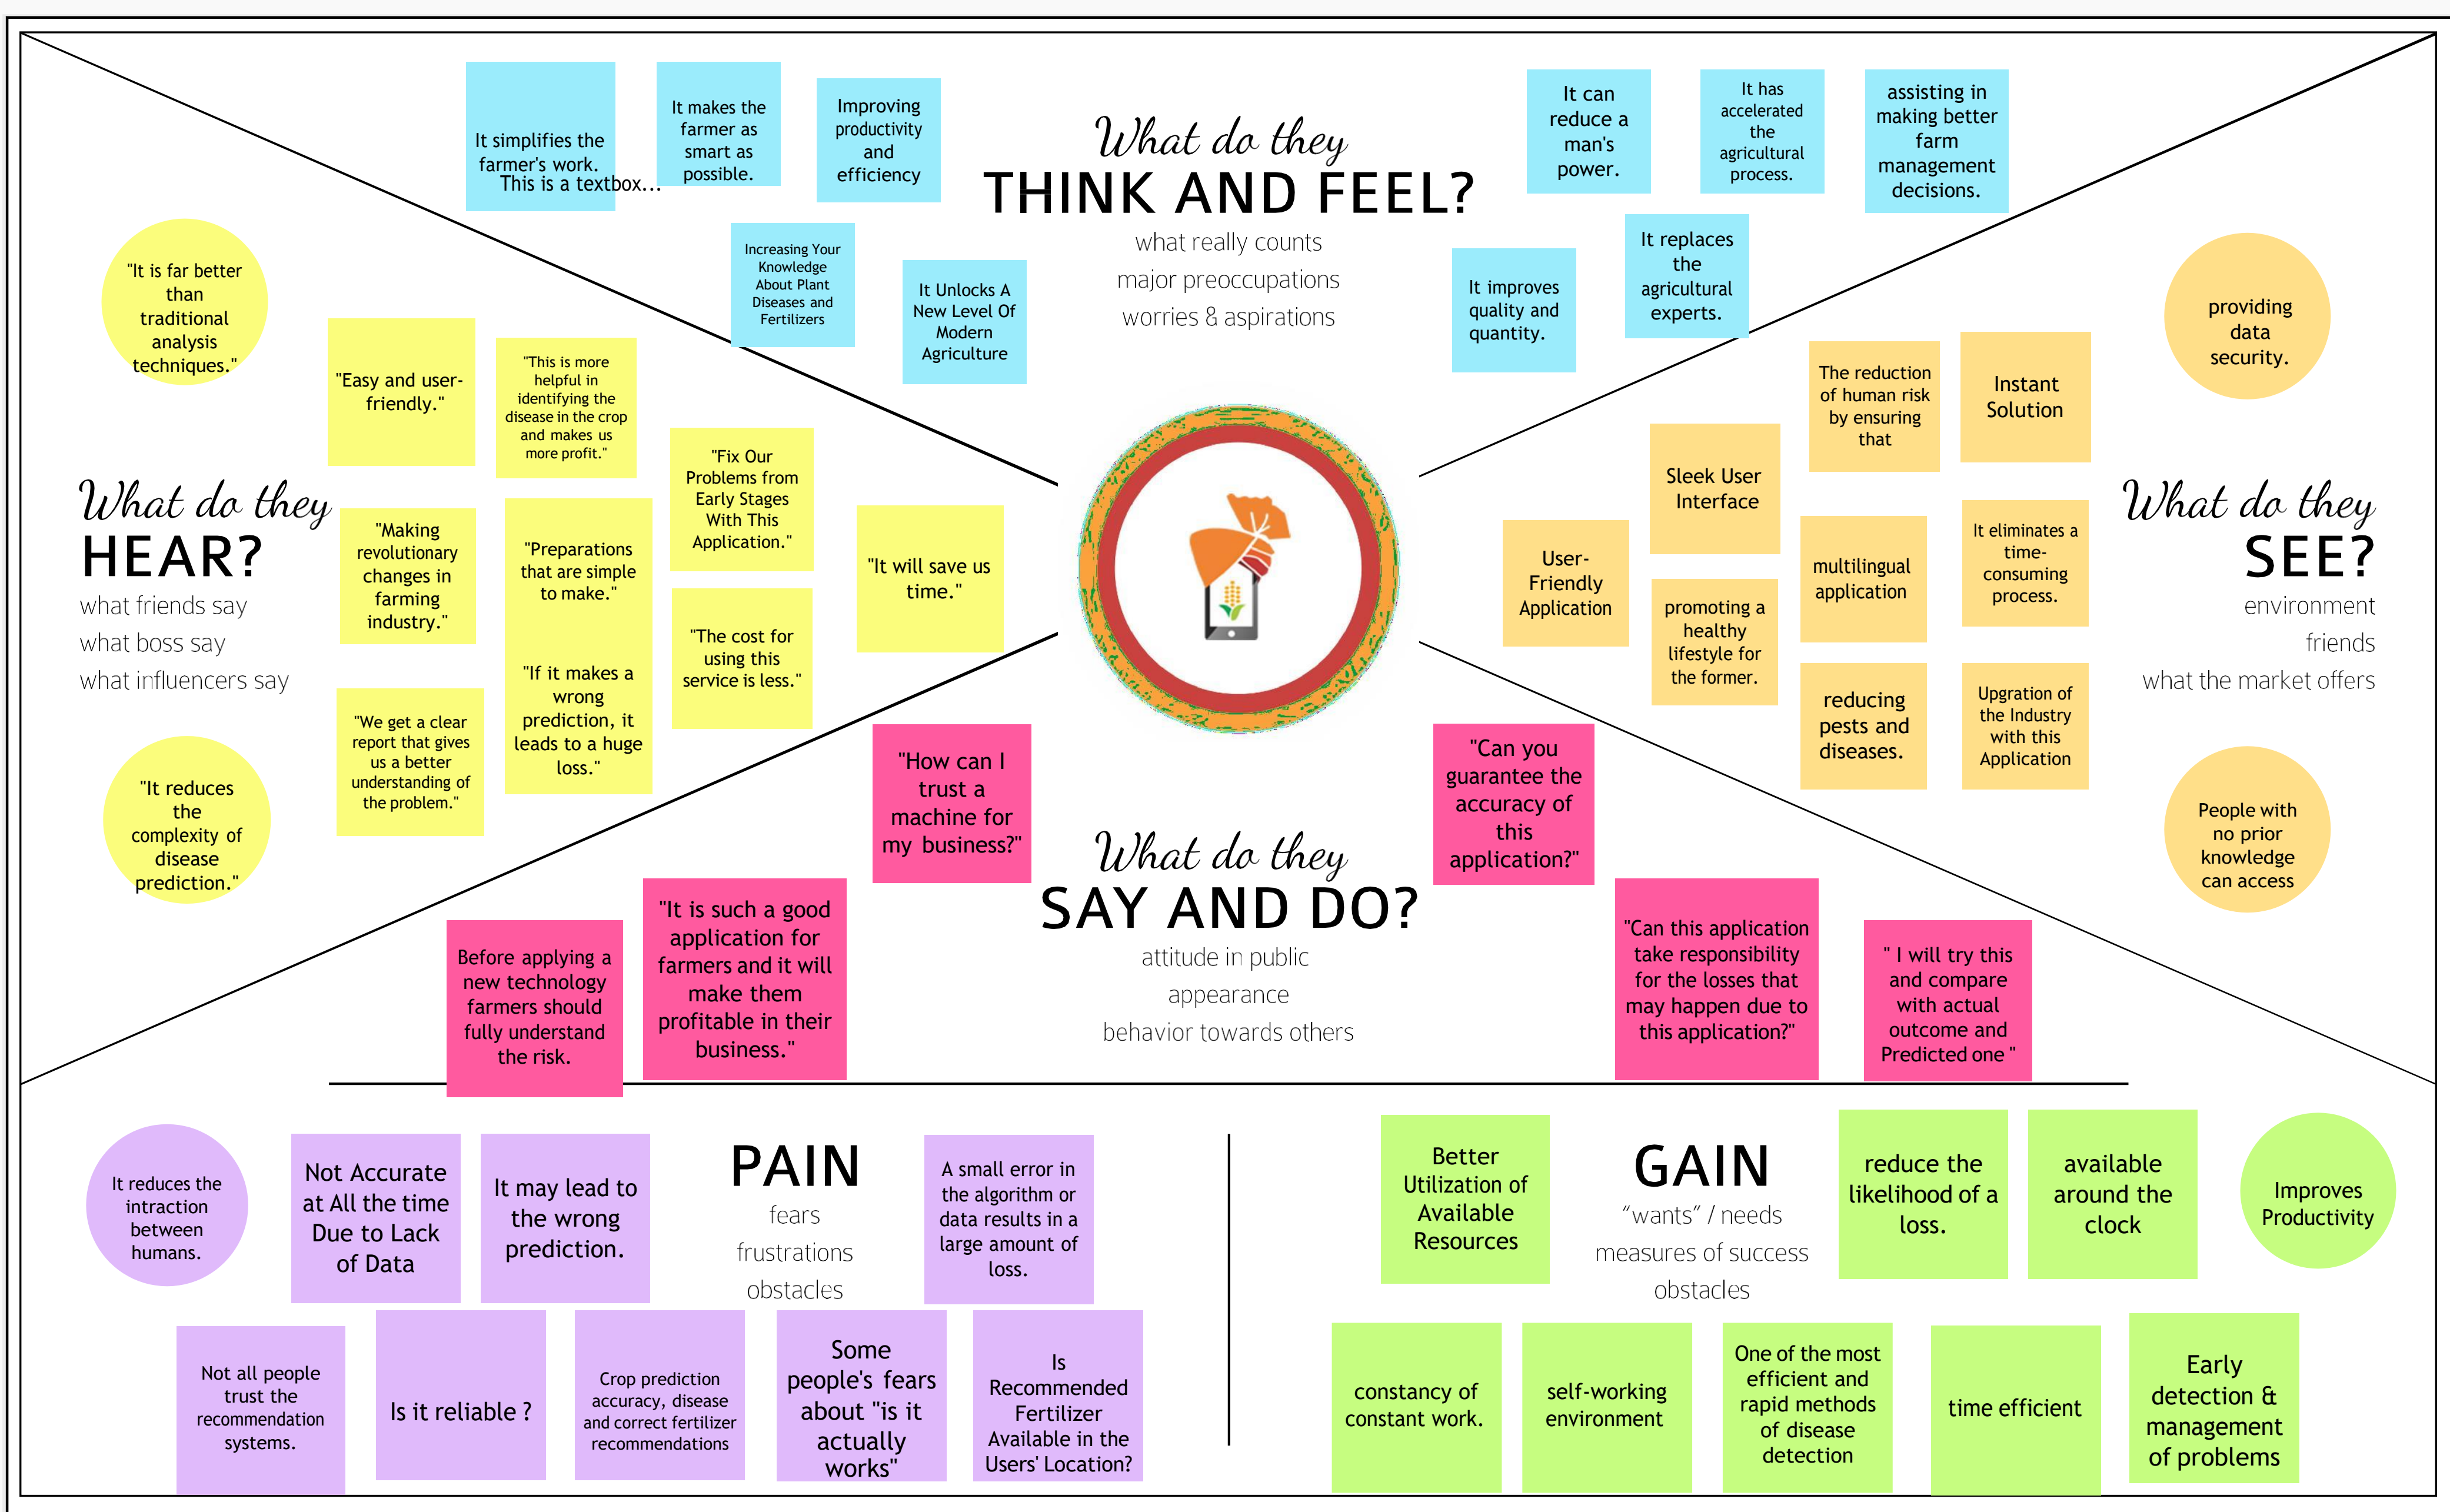 It simplifies the
farmer's work.
This is a textbox...
It makes the
farmer as
smart as
possible.
Improving
productivity
and
efficiency
Increasing Your
Knowledge
About Plant
Diseases and
Fertilizers
It Unlocks A
New Level Of
Modern
Agriculture
What do they
THINK AND FEEL?
what really counts
major preoccupations
worries & aspirations
It can
reduce a
man's
power.
It has
accelerated
the
agricultural
process.
assisting in
making better
farm
management
decisions.
It improves
quality and
quantity.
It replaces
the
agricultural
experts.
"It is far better
than
traditional
analysis
techniques."
"Easy and user-
friendly."
"This is more
helpful in
identifying the
disease in the crop
and makes us
more profit."
"Fix Our
Problems from
Early Stages
With This
Application."
"It will save us
time."
What do they
HEAR?
what friends say
what boss say
what influencers say
"Making
revolutionary
changes in
farming
industry."
"Preparations
that are simple
to make."
"The cost for
using this
service is less."
"If it makes a
wrong
prediction, it
leads to a huge
loss."
"We get a clear
report that gives
us a better
understanding of
the problem."
"It reduces
the
complexity of
disease
prediction."
providing
data
security.
The reduction
of human risk
by ensuring
that
Instant
Solution
Sleek User
Interface
User-
Friendly
Application
multilingual
application
It eliminates a
time-
consuming
process.
promoting a
healthy
lifestyle for
the former.
reducing
pests and
diseases.
Upgration of
the Industry
with this
Application
What do they
SEE?
environment
friends
what the market offers
People with
no prior
knowledge
can access
"How can I
trust a
machine for
my business?"
"Can you
guarantee the
accuracy of
this
application?"
What do they
SAY AND DO?
attitude in public
appearance
behavior towards others
Before applying a
new technology
farmers should
fully understand
the risk.
"It is such a good
application for
farmers and it will
make them
profitable in their
business."
"Can this application
take responsibility
for the losses that
may happen due to
this application?"
" I will try this
and compare
with actual
outcome and
Predicted one "
It reduces the
intraction
between
humans.
Not Accurate
at All the time
Due to Lack
of Data
It may lead to
the wrong
prediction.
PAIN
fears
frustrations
obstacles
A small error in
the algorithm or
data results in a
large amount of
loss.
Not all people
trust the
recommendation
systems.
Is it reliable ?
Crop prediction
accuracy, disease
and correct fertilizer
recommendations
Some
people's fears
about "is it
actually
works"
Is
Recommended
Fertilizer
Available in the
Users' Location?
Better
Utilization of
Available
Resources
GAIN
“wants” / needs
measures of success
obstacles
reduce the
likelihood of a
loss.
available
around the
clock
Improves
Productivity
constancy of
constant work.
self-working
environment
One of the most
efficient and
rapid methods
of disease
detection
time efficient
Early
detection &
management
of problems